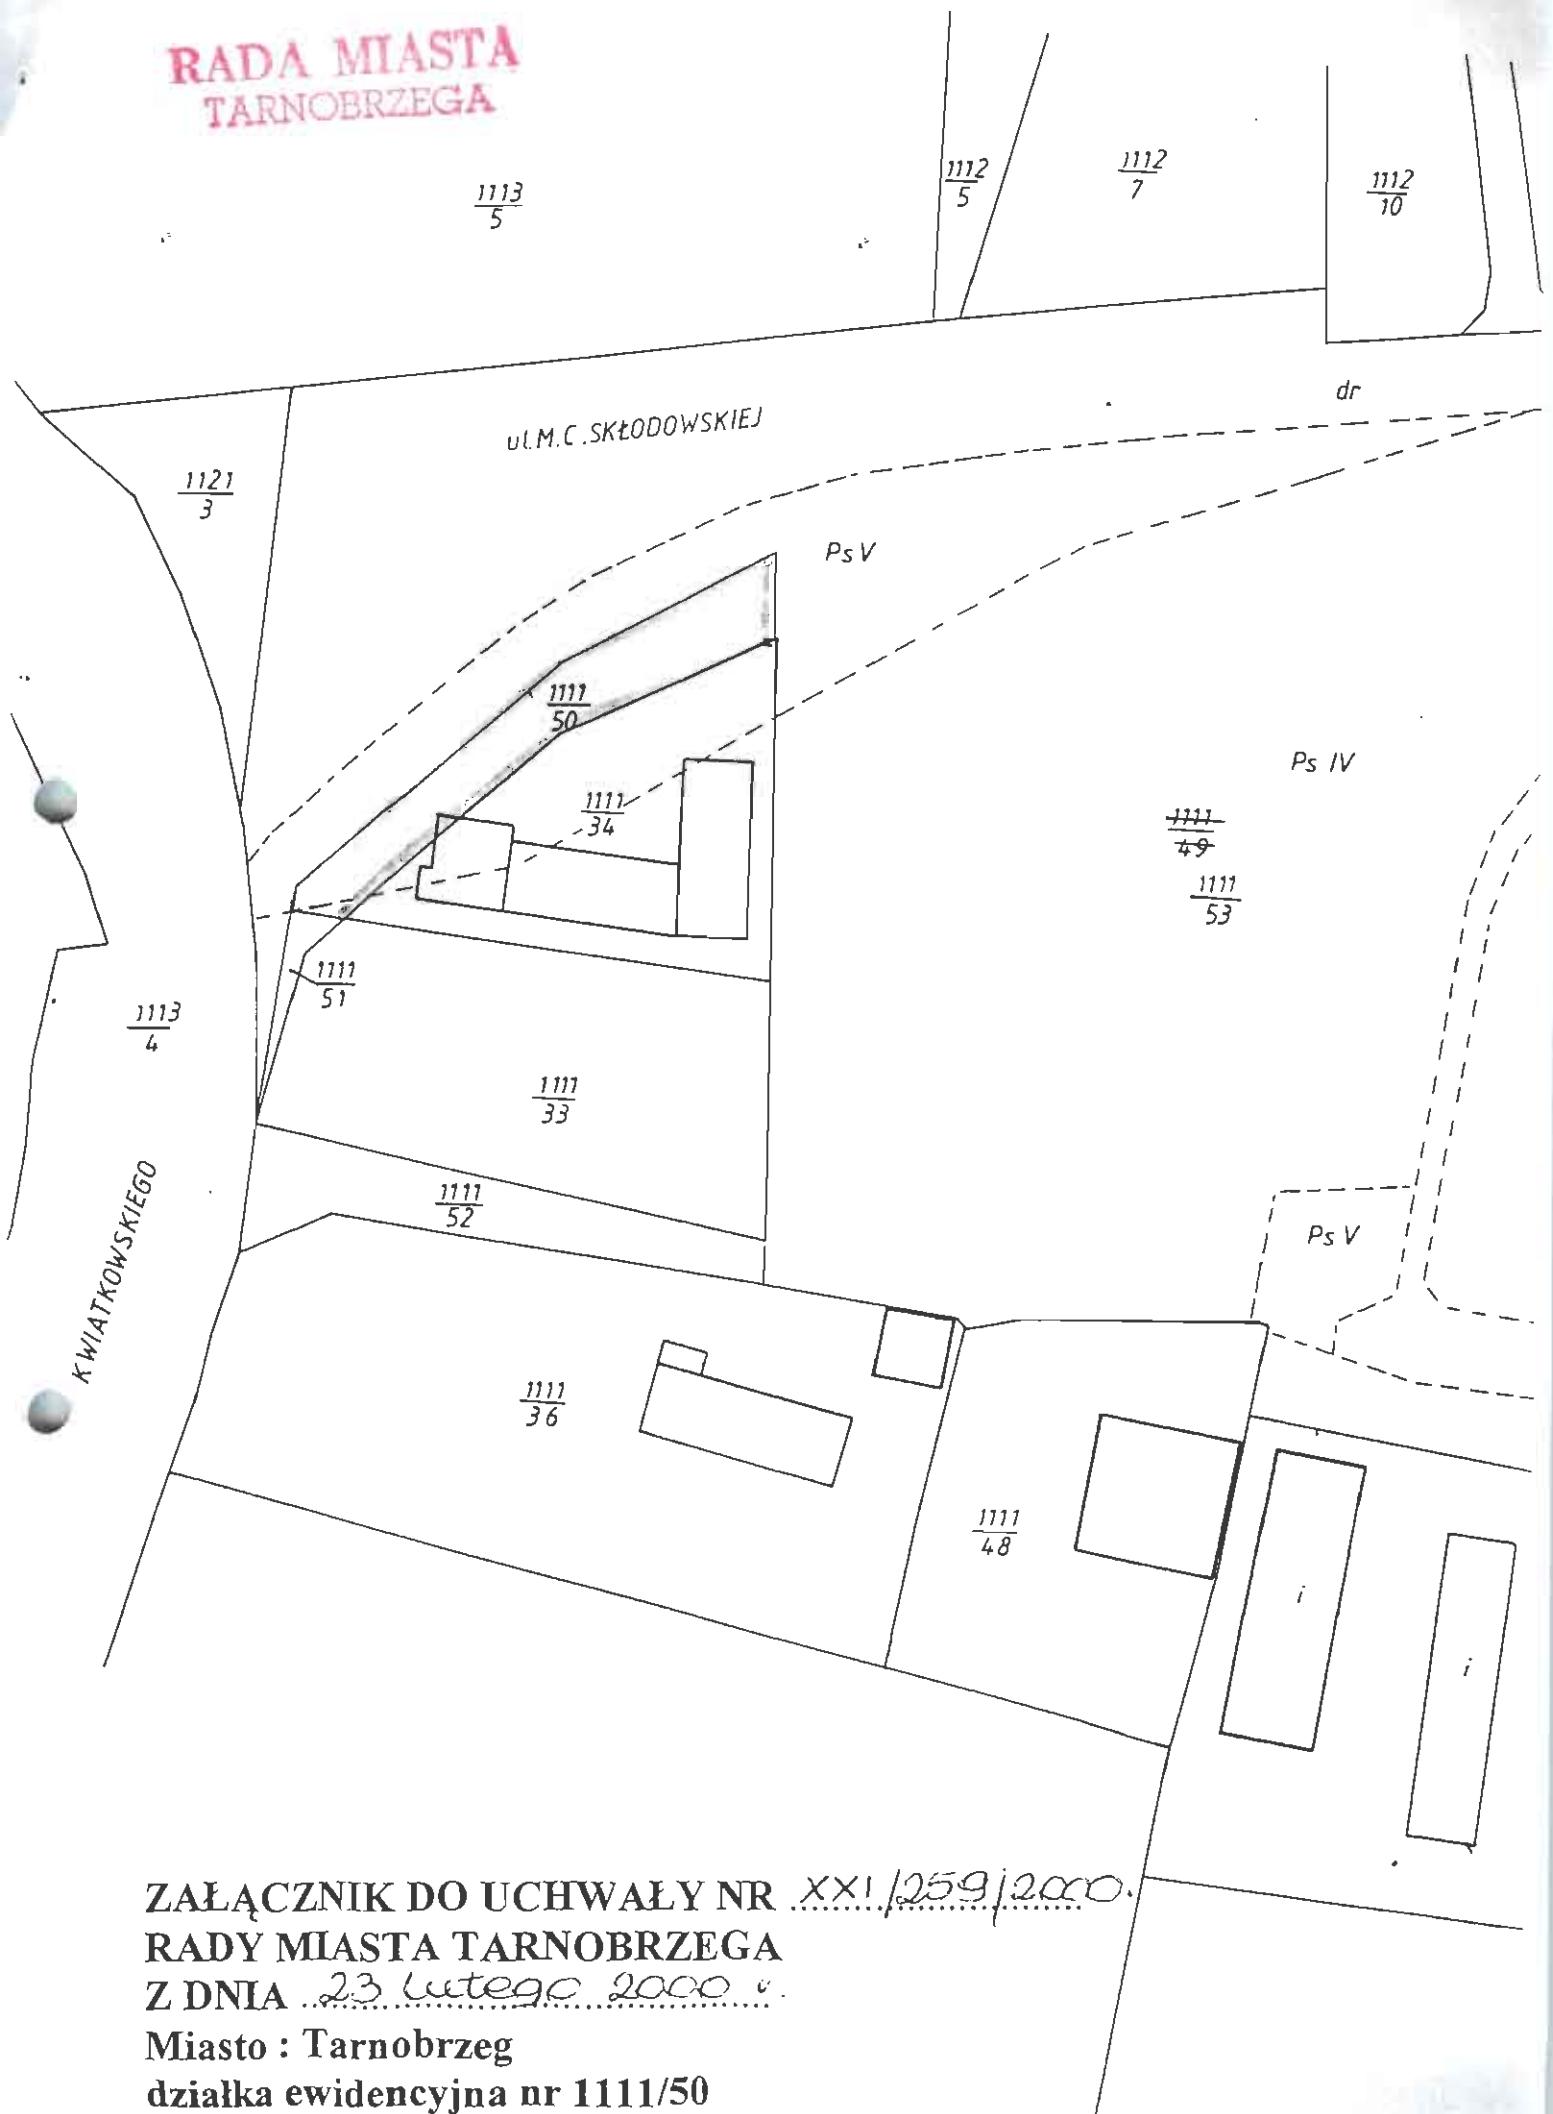 RADA MIASTA
TARNOBRZEGA
1113
5
1112
5
1112
7
1112
10
dr
ul.M.C.SKŁODOWSKIEJ
1121
3
PsV
1111
50
Ps IV
1111
34
1111
49
1111
53
1111
51
1113
4
1111
33
1111
52
Ps V
KWIATKOWSKIEGO
1111
36
1111
48
i
i
ZAŁĄCZNIK DO UCHWAŁY NR XXI/259/2000.
RADY MIASTA TARNOBRZEGA
Z DNIA 23 lutego 2000 r.
Miasto : Tarnobrzeg
działka ewidencyjna nr 1111/50